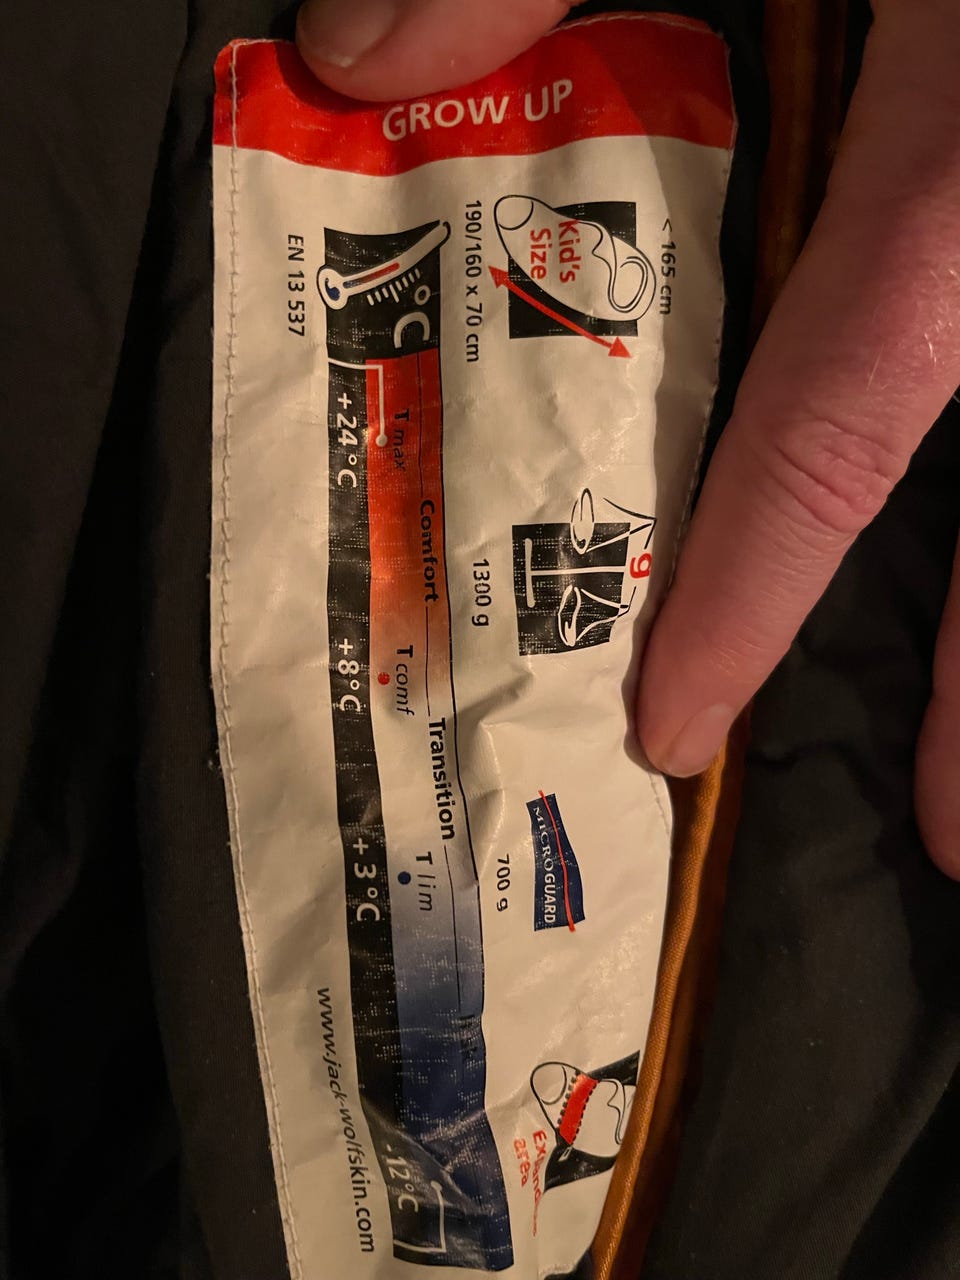 GROW UP
< 165 cm
Kid's
Size
190/160 x 70 cm
g
1300 g
MICROGUARD
700 g
area
°C
EN 13 537
Comfort
Transition
T max
T comf
T lim
+24 °C
+8°C
+3°C
-12°C
www.jack-wolfskin.com